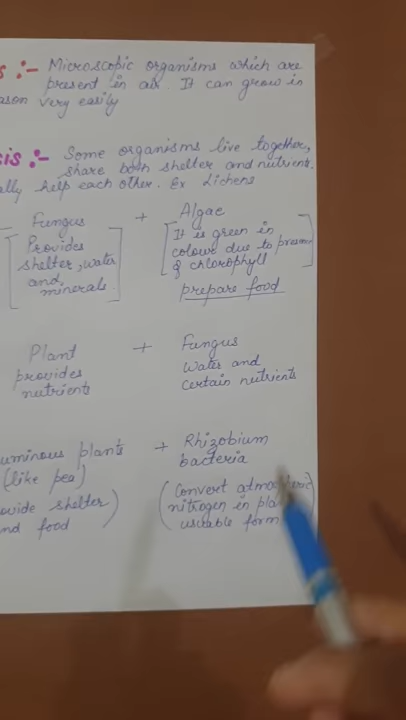 s :- Microscopic organisms which are
present in air. It can grow in
ason very easily
sis :- Some organisms live together,
share both shelter and nutrients.
ally help each other. Ex Lichens
Fungus + Algae
[Provides shelter, water and, minerals.] [It is green in
colour due to presen
of chlorophyll]
prepare food
Plant + Fungus
provides nutrients water and
certain nutrients
uminous plants + Rhizobium
(like pea) bacteria
ovide shelter) (Convert atmospheric
nd food nitrogen in plan
usuable form